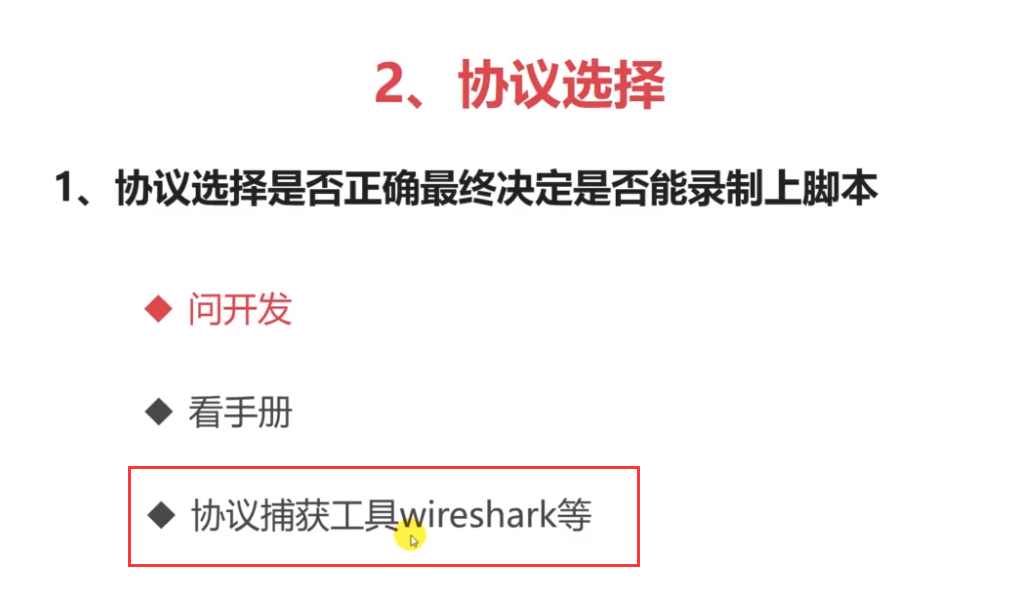 2、协议选择
1、协议选择是否正确最终决定是否能录制上脚本
◆ 问开发
◆ 看手册
◆ 协议捕获工具wireshark等